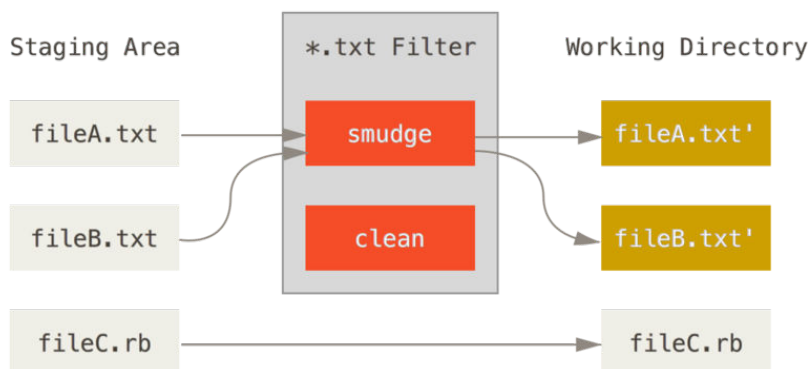 Staging Area
*.txt Filter
Working Directory
fileA.txt
smudge
fileA.txt'
fileB.txt
clean
fileB.txt'
fileC.rb
fileC.rb